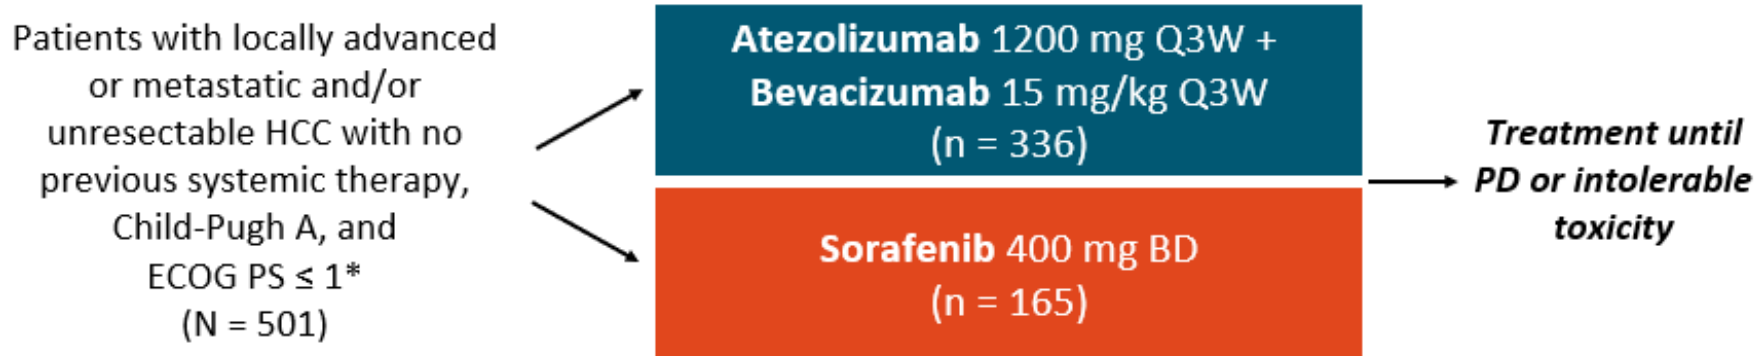 Patients with locally advanced
or metastatic and/or
unresectable HCC with no
previous systemic therapy,
Child-Pugh A, and
ECOG PS ≤ 1*
(N = 501)
Atezolizumab 1200 mg Q3W +
Bevacizumab 15 mg/kg Q3W
(n = 336)
Sorafenib 400 mg BD
(n = 165)
Treatment until
PD or intolerable
toxicity